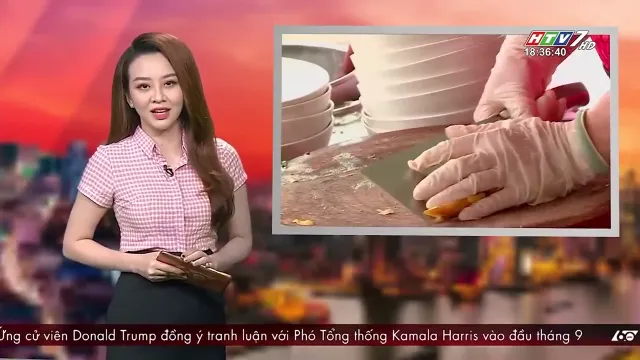 HTV7 HD
18:36:40
Ứng cử viên Donald Trump đồng ý tranh luận với Phó Tổng thống Kamala Harris vào đầu tháng 9